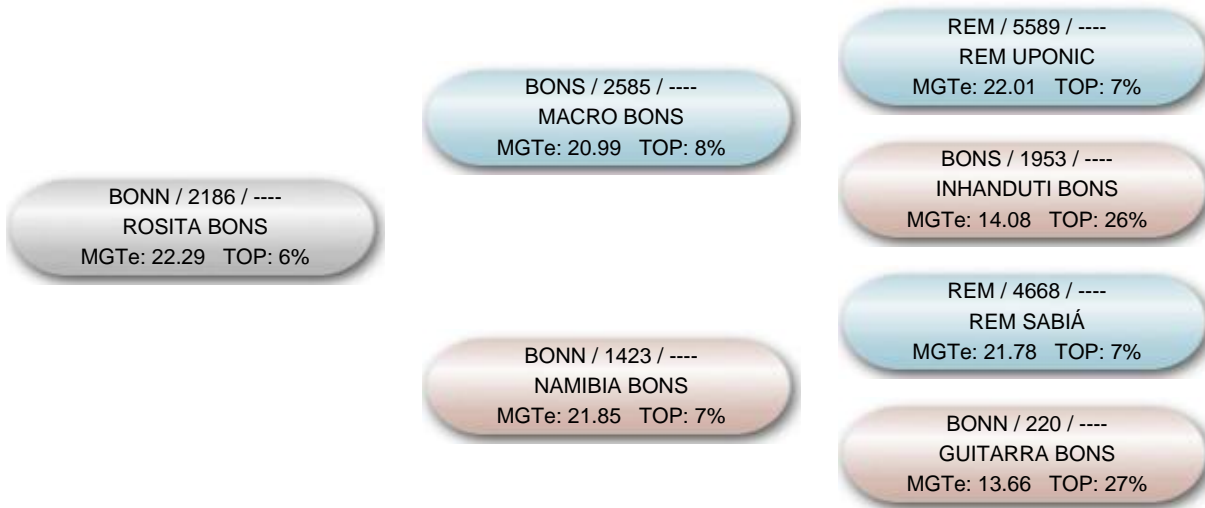 BONN / 2186 / ----
ROSITA BONS
MGTe: 22.29 TOP: 6%
BONS / 2585 / ----
MACRO BONS
MGTe: 20.99 TOP: 8%
BONN / 1423 / ----
NAMIBIA BONS
MGTe: 21.85 TOP: 7%
REM / 5589 / ----
REM UPONIC
MGTe: 22.01 TOP: 7%
BONS / 1953 / ----
INHANDUTI BONS
MGTe: 14.08 TOP: 26%
REM / 4668 / ----
REM SABIÁ
MGTe: 21.78 TOP: 7%
BONN / 220 / ----
GUITARRA BONS
MGTe: 13.66 TOP: 27%